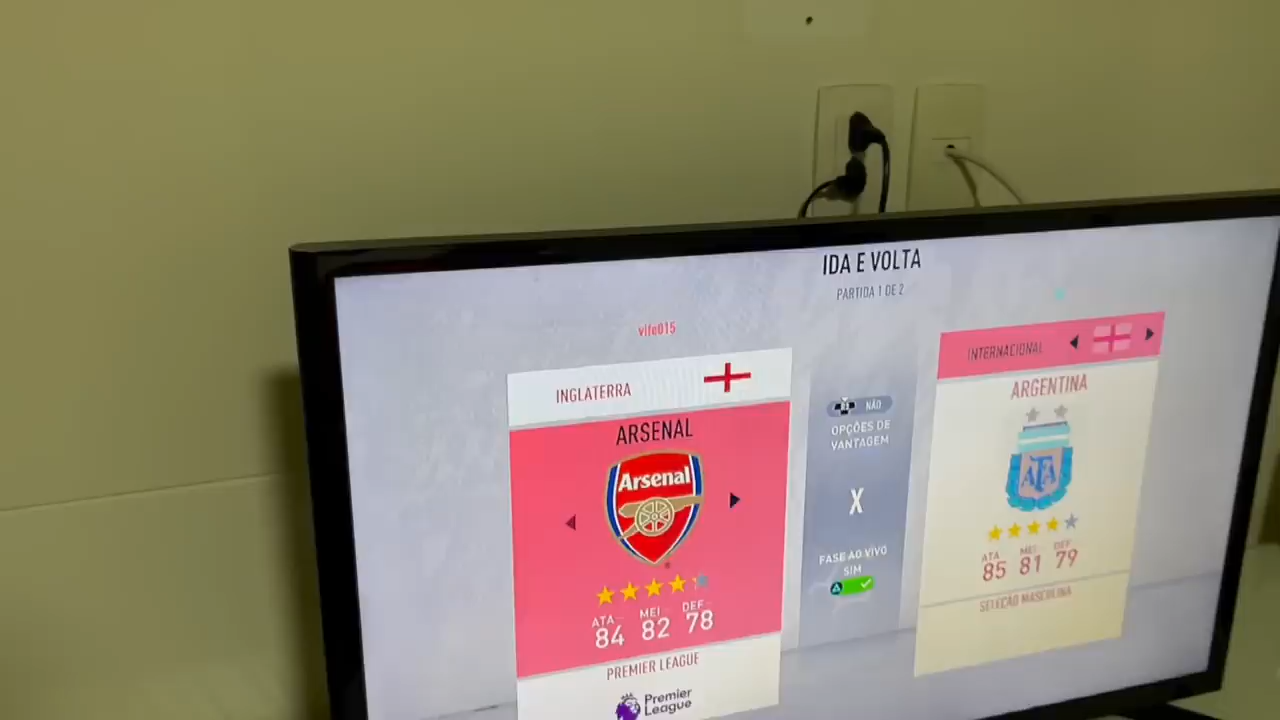 IDA E VOLTA
PARTIDA 1 DE 2
vife015
INGLATERRA
ARSENAL
Arsenal
ATA MEI DEF
84 82 78
PREMIER LEAGUE
Premier
League
NÃO
OPÇÕES DE
VANTAGEM
X
FASE AO VIVO
SIM
INTERNACIONAL
ARGENTINA
AFA
ATA MEI DEF
85 81 79
SELEÇÃO MASCULINA